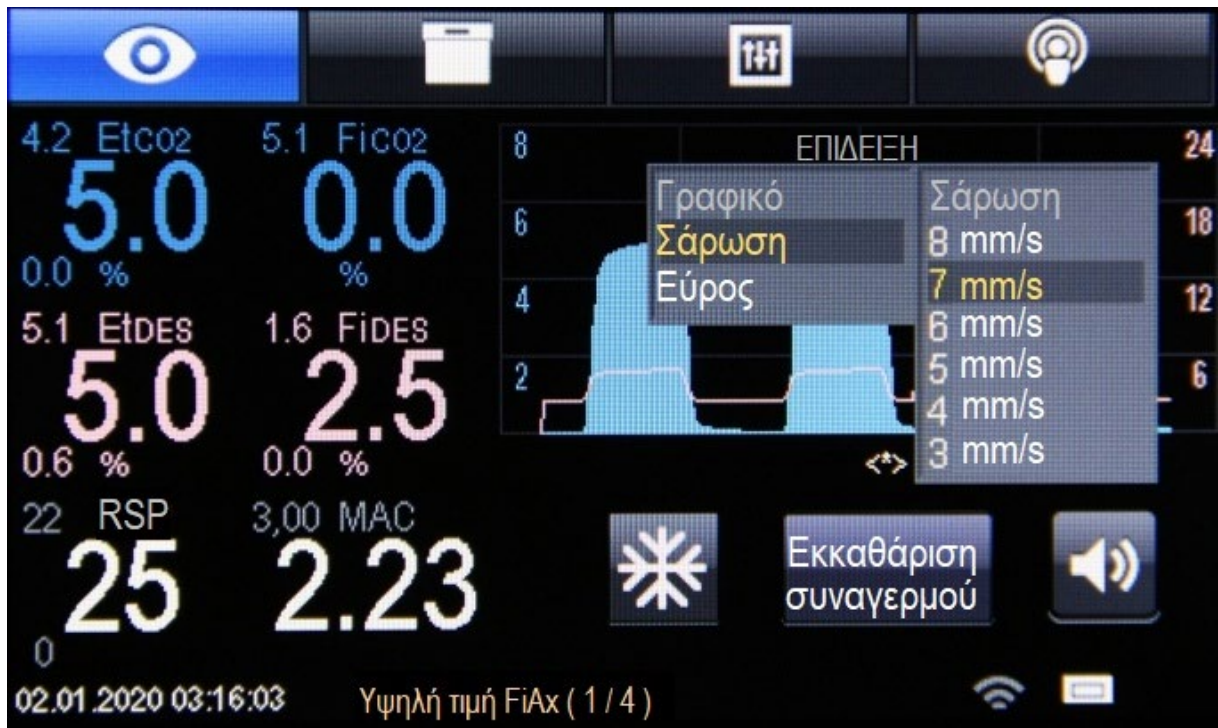 4.2 EtCO2 5.1 FiCO2
5.0 0.0
0.0 % %
5.1 EtDES 1.6 FiDES
5.0 2.5
0.6 % 0.0 %
22 RSP 3,00 MAC
25 2.23
0
8 ΕΠΙΔΕΙΞΗ 24
6 18
4 12
2 6
Γραφικό
Σάρωση
Εύρος
Σάρωση
8 mm/s
7 mm/s
6 mm/s
5 mm/s
4 mm/s
3 mm/s
<*>
Εκκαθάριση
συναγερμού
02.01.2020 03:16:03 Υψηλή τιμή FiAx ( 1 / 4 )